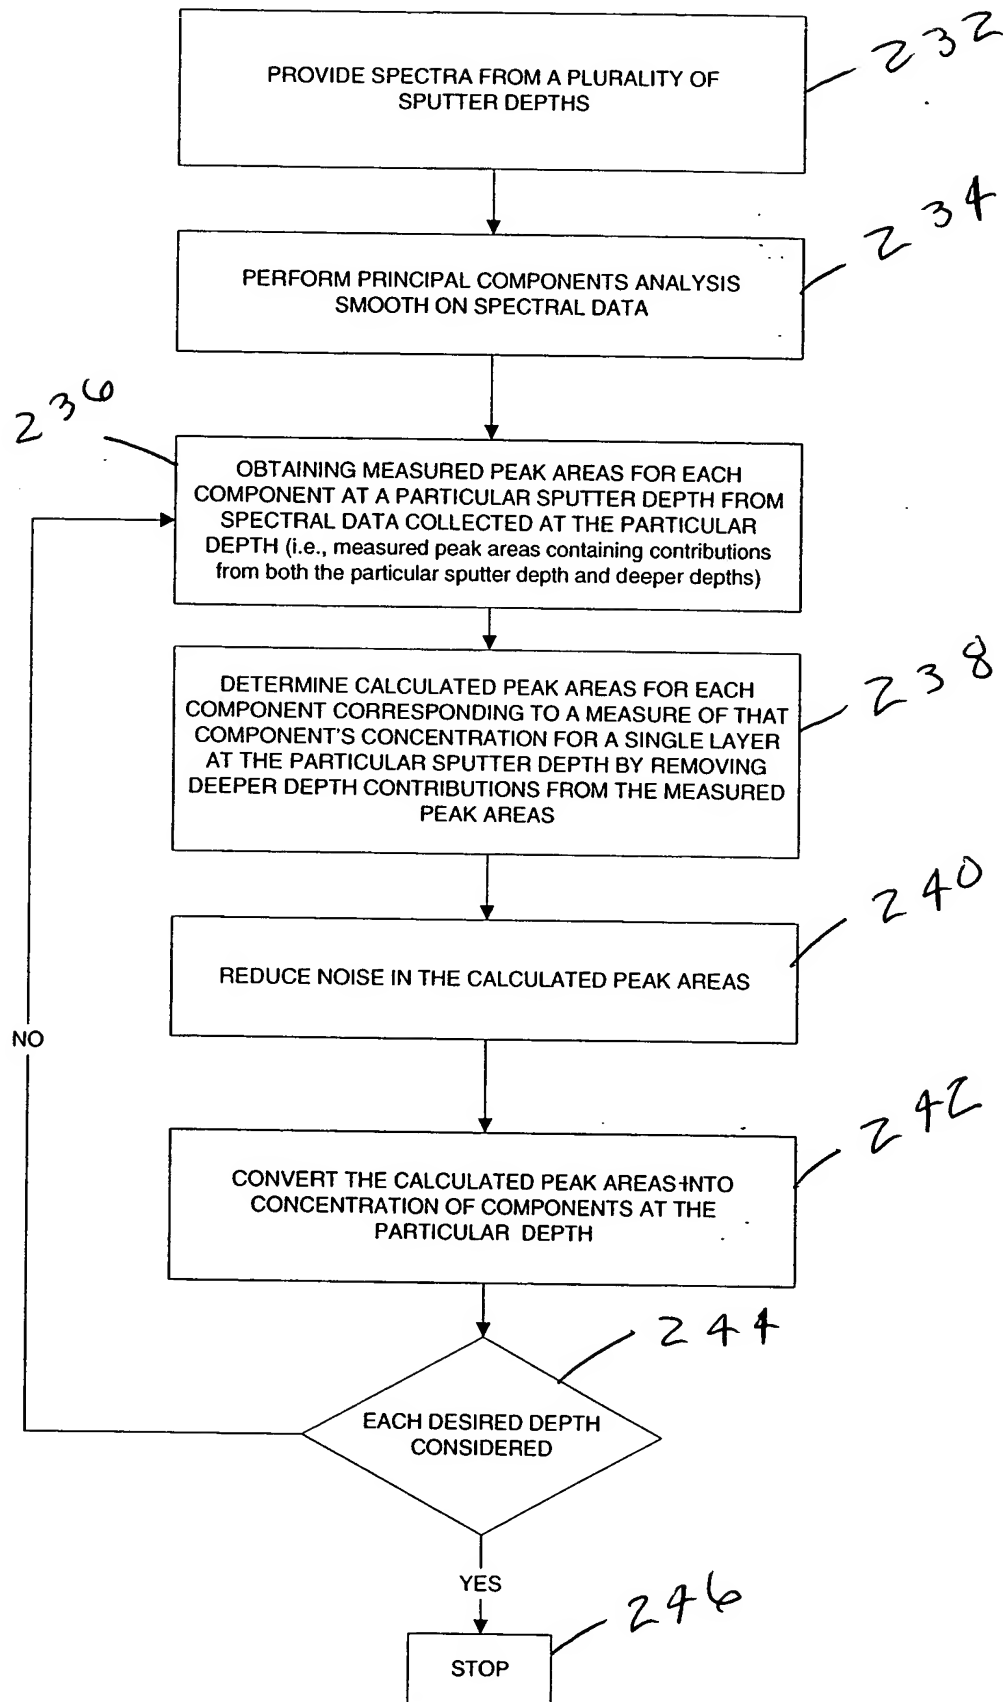 PROVIDE SPECTRA FROM A PLURALITY OF
SPUTTER DEPTHS
232
PERFORM PRINCIPAL COMPONENTS ANALYSIS
SMOOTH ON SPECTRAL DATA
234
236
OBTAINING MEASURED PEAK AREAS FOR EACH
COMPONENT AT A PARTICULAR SPUTTER DEPTH FROM
SPECTRAL DATA COLLECTED AT THE PARTICULAR
DEPTH (i.e., measured peak areas containing contributions
from both the particular sputter depth and deeper depths)
DETERMINE CALCULATED PEAK AREAS FOR EACH
COMPONENT CORRESPONDING TO A MEASURE OF THAT
COMPONENT'S CONCENTRATION FOR A SINGLE LAYER
AT THE PARTICULAR SPUTTER DEPTH BY REMOVING
DEEPER DEPTH CONTRIBUTIONS FROM THE MEASURED
PEAK AREAS
238
REDUCE NOISE IN THE CALCULATED PEAK AREAS
240
NO
CONVERT THE CALCULATED PEAK AREAS INTO
CONCENTRATION OF COMPONENTS AT THE
PARTICULAR DEPTH
242
244
EACH DESIRED DEPTH
CONSIDERED
YES
246
STOP